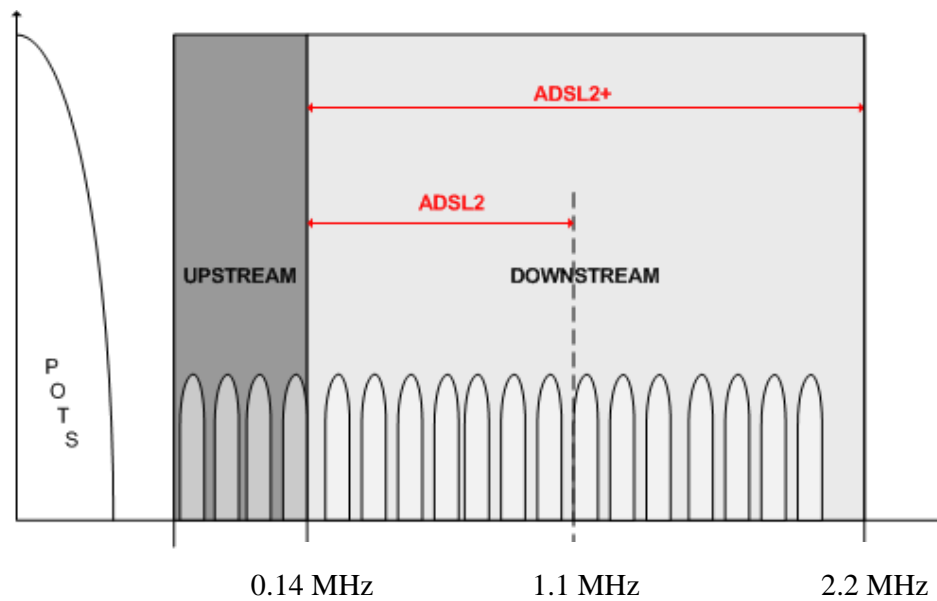 ADSL2+
ADSL2
UPSTREAM
DOWNSTREAM
P
O
T
S
0.14 MHz 1.1 MHz 2.2 MHz